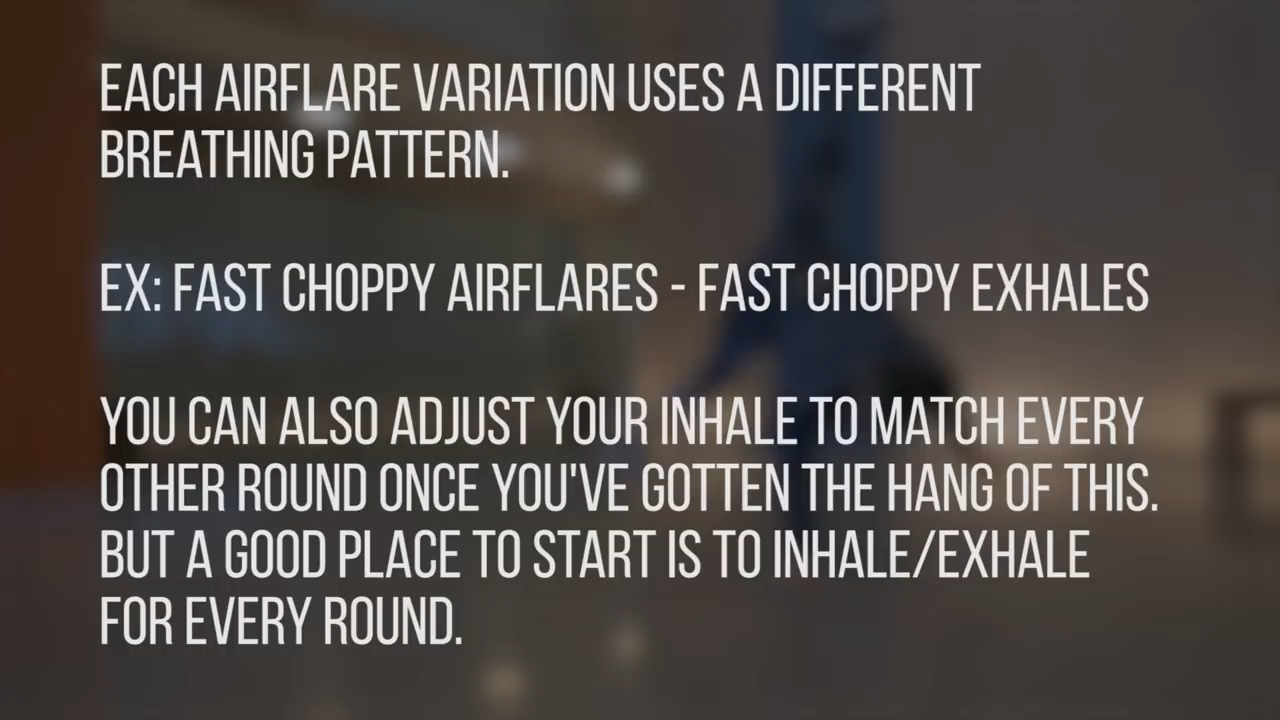 EACH AIRFLARE VARIATION USES A DIFFERENT
BREATHING PATTERN.
EX: FAST CHOPPY AIRFLARES - FAST CHOPPY EXHALES
YOU CAN ALSO ADJUST YOUR INHALE TO MATCH EVERY
OTHER ROUND ONCE YOU'VE GOTTEN THE HANG OF THIS.
BUT A GOOD PLACE TO START IS TO INHALE/EXHALE
FOR EVERY ROUND.